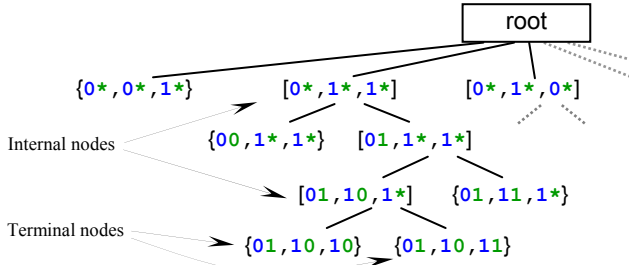 root
{0*,0*,1*} [0*,1*,1*] [0*,1*,0*]
{00,1*,1*} [01,1*,1*]
Internal nodes
[01,10,1*] {01,11,1*}
Terminal nodes
{01,10,10} {01,10,11}